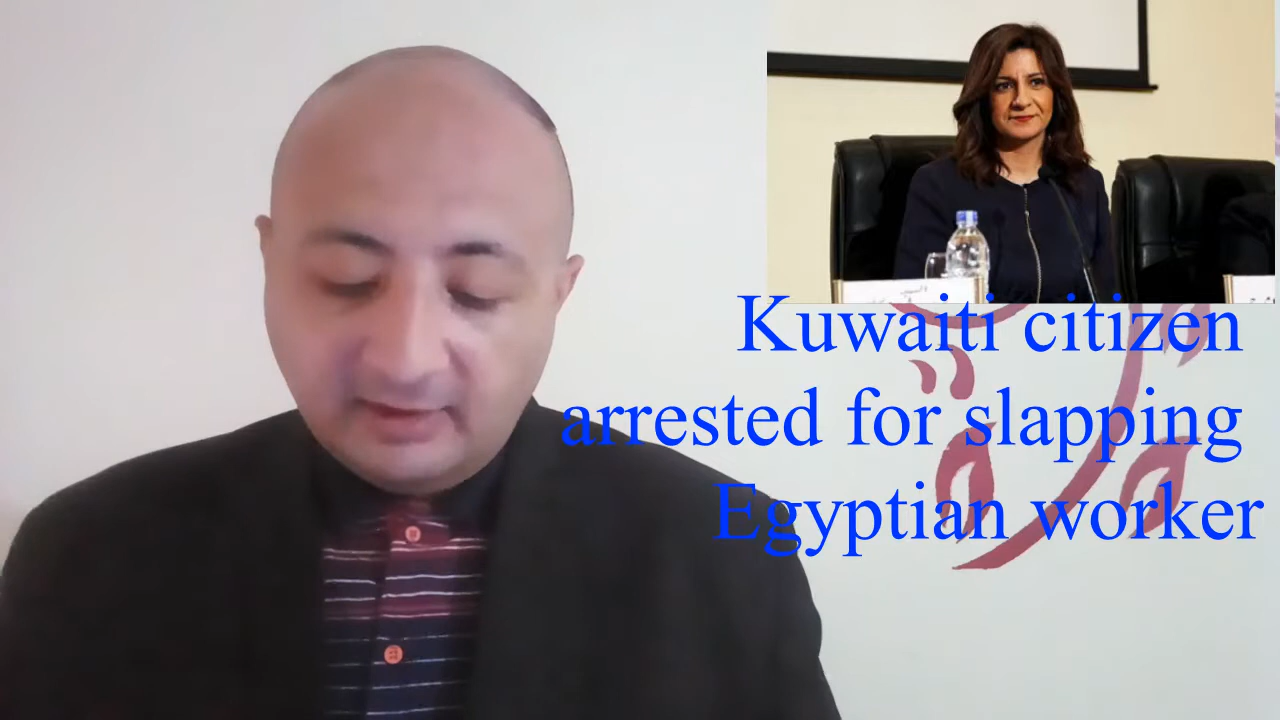 Kuwaiti citizen
arrested for slapping
Egyptian worker